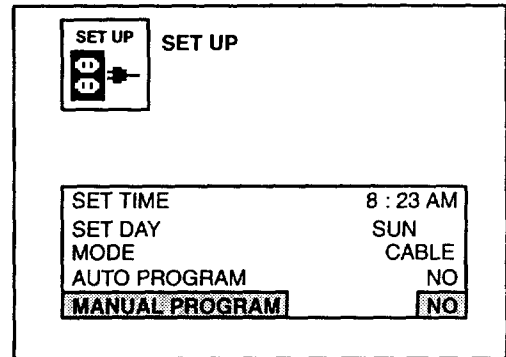 SET UP
SET UP
SET TIME 8 : 23 AM
SET DAY SUN
MODE CABLE
AUTO PROGRAM NO
MANUAL PROGRAM NO